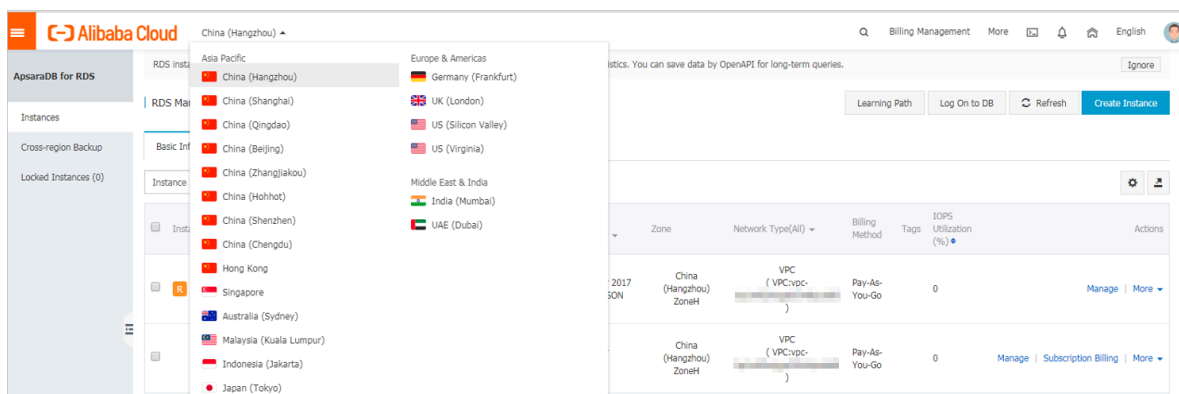 Alibaba Cloud
China (Hangzhou)
Billing Management
More
English
ApsaraDB for RDS
Instances
Cross-region Backup
Locked Instances (0)
RDS insta
istics. You can save data by OpenAPI for long-term queries.
Ignore
RDS Mar
Learning Path
Log On to DB
Refresh
Create Instance
Basic Inf
Instance
Asia Pacific
China (Hangzhou)
China (Shanghai)
China (Qingdao)
China (Beijing)
China (Zhangjiakou)
China (Hohhot)
China (Shenzhen)
China (Chengdu)
Hong Kong
Singapore
Australia (Sydney)
Malaysia (Kuala Lumpur)
Indonesia (Jakarta)
Japan (Tokyo)
Europe & Americas
Germany (Frankfurt)
UK (London)
US (Silicon Valley)
US (Virginia)
Middle East & India
India (Mumbai)
UAE (Dubai)
Insta
Zone
Network Type(All)
Billing
Method
Tags
IOPS
Utilization
(%)
Actions
R
2017
SON
China
(Hangzhou)
ZoneH
VPC
( VPC:vpc-
)
Pay-As-
You-Go
0
Manage | More
China
(Hangzhou)
ZoneH
VPC
( VPC:vpc-
)
Pay-As-
You-Go
0
Manage | Subscription Billing | More